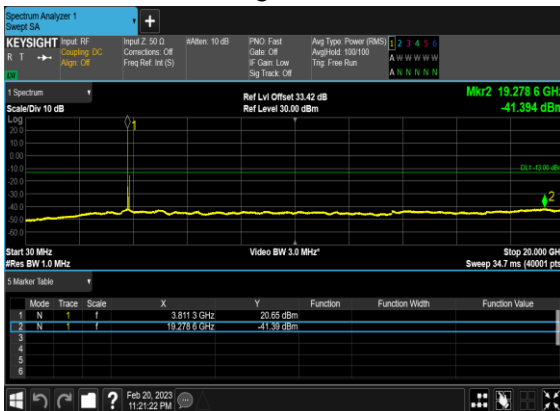 Spectrum Analyzer 1
Swept SA
+
KEYSIGHT Input: RF Input Z: 50 Ω #Atten: 10 dB PNO: Fast Avg Type: Power (RMS) 1 2 3 4 5 6
R T Coupling: DC Corrections: Off Gate: Off Avg|Hold: 100/100 A W W W W W
Align: Off Freq Ref: Int (S) IF Gain: Low Trig: Free Run
Sig Track: Off A N N N N N
LV
1 Spectrum Ref Lvl Offset 33.42 dB Mkr2 19.278 6 GHz
Scale/Div 10 dB Ref Level 30.00 dBm -41.394 dBm
Log
20.0 1
10.0
0.00
-10.0 DL1 -13.00 dBm
-20.0
-30.0
-40.0 2
-50.0
-60.0
Start 30 MHz Video BW 3.0 MHz* Stop 20.000 GH
#Res BW 1.0 MHz Sweep 34.7 ms (40001 pts
5 Marker Table
Mode Trace Scale X Y Function Function Width Function Value
1 N 1 f 3.811 3 GHz 20.65 dBm
2 N 1 f 19.278 6 GHz -41.39 dBm
3
4
5
6
? Feb 20, 2023
11:21:22 PM